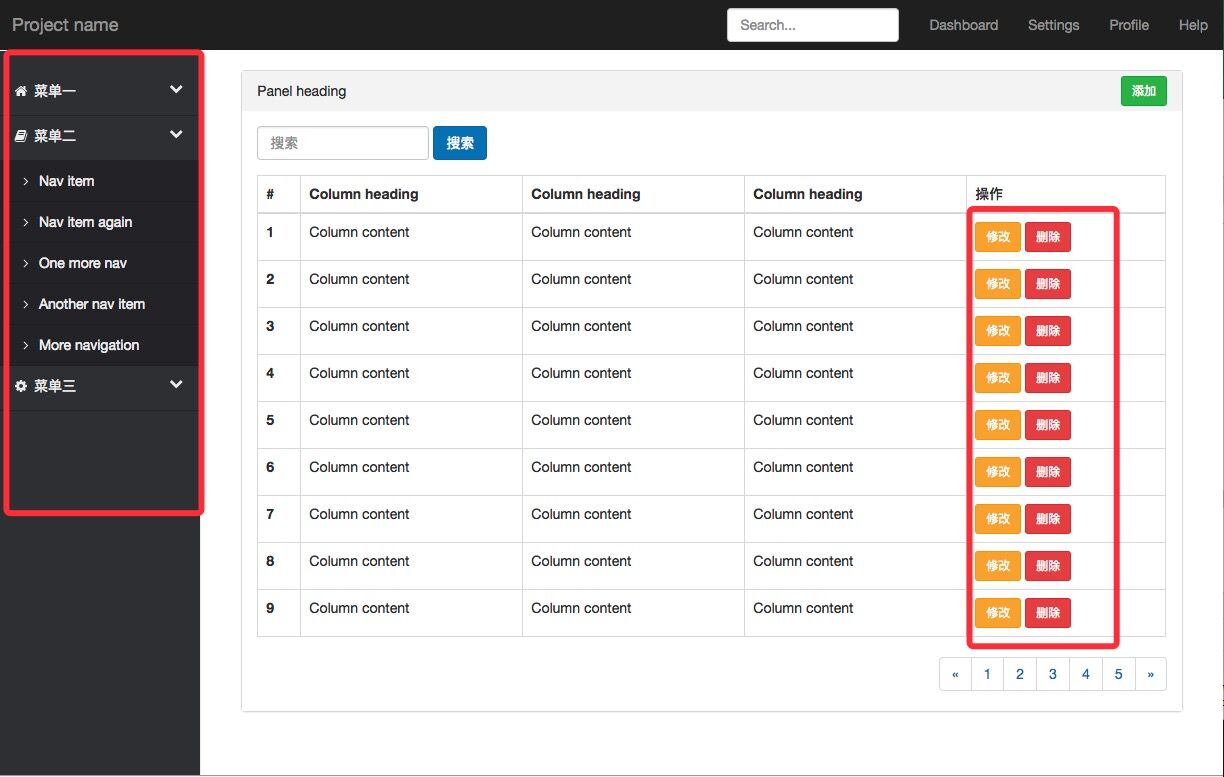 Project name Search... Dashboard Settings Profile Help
菜单一
菜单二
Nav item
Nav item again
One more nav
Another nav item
More navigation
菜单三
Panel heading 添加
搜索 搜索
# Column heading Column heading Column heading 操作
1 Column content Column content Column content 修改 删除
2 Column content Column content Column content 修改 删除
3 Column content Column content Column content 修改 删除
4 Column content Column content Column content 修改 删除
5 Column content Column content Column content 修改 删除
6 Column content Column content Column content 修改 删除
7 Column content Column content Column content 修改 删除
8 Column content Column content Column content 修改 删除
9 Column content Column content Column content 修改 删除
« 1 2 3 4 5 »